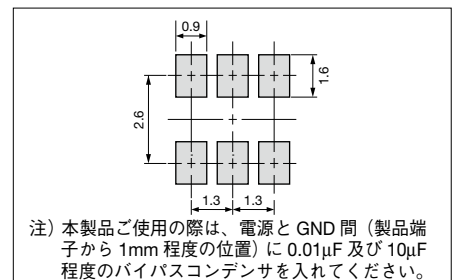 0.9
1.6
2.6
1.3 1.3
注）本製品ご使用の際は、電源と GND 間（製品端
子から 1mm 程度の位置）に 0.01μF 及び 10μF
程度のバイパスコンデンサを入れてください。